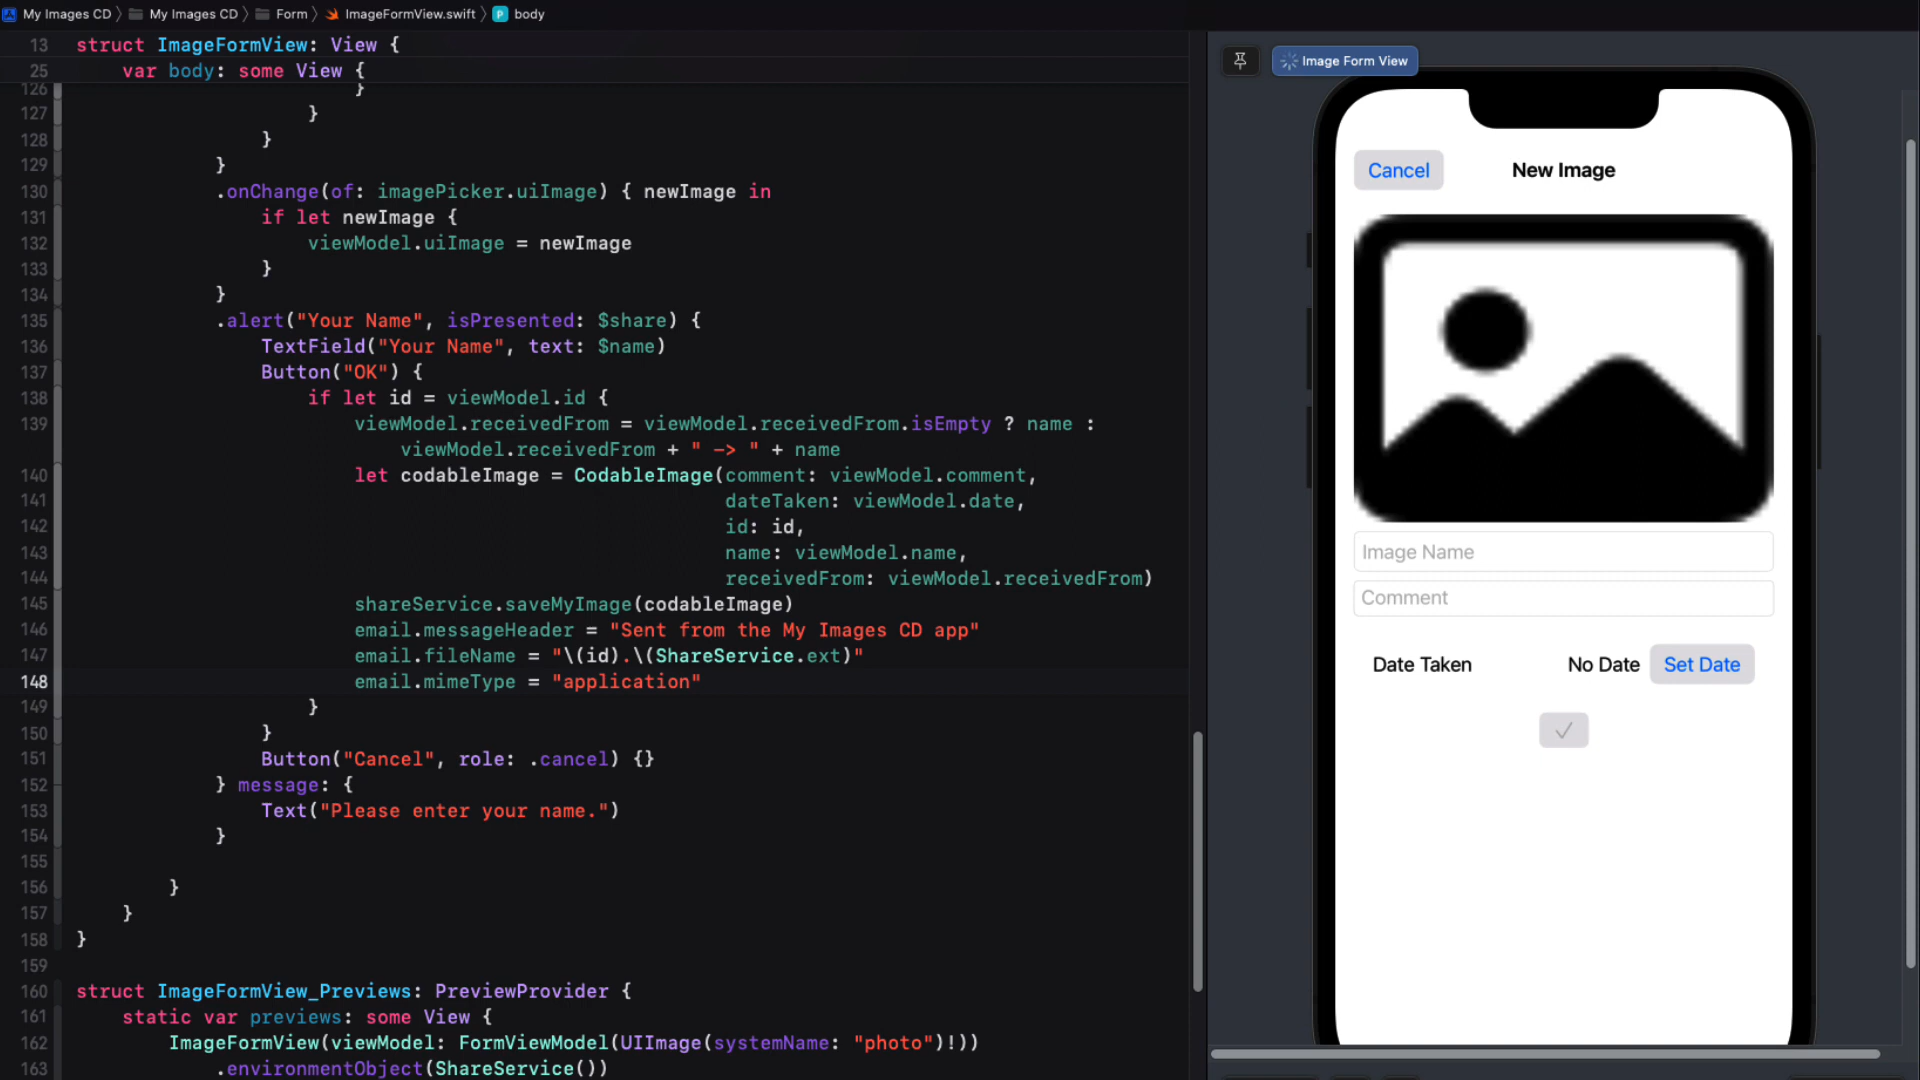 My Images CD My Images CD Form ImageFormView.swift P body
13 struct ImageFormView: View {
25 var body: some View {
126 }
127 }
128 }
129 }
130 .onChange(of: imagePicker.uiImage) { newImage in
131 if let newImage {
132 viewModel.uiImage = newImage
133 }
134 }
135 .alert("Your Name", isPresented: $share) {
136 TextField("Your Name", text: $name)
137 Button("OK") {
138 if let id = viewModel.id {
139 viewModel.receivedFrom = viewModel.receivedFrom.isEmpty ? name :
viewModel.receivedFrom + " -> " + name
140 let codableImage = CodableImage(comment: viewModel.comment,
141 dateTaken: viewModel.date,
142 id: id,
143 name: viewModel.name,
144 receivedFrom: viewModel.receivedFrom)
145 shareService.saveMyImage(codableImage)
146 email.messageHeader = "Sent from the My Images CD app"
147 email.fileName = "\(id).\(ShareService.ext)"
148 email.mimeType = "application"
149 }
150 }
151 Button("Cancel", role: .cancel) {}
152 } message: {
153 Text("Please enter your name.")
154 }
155
156 }
157 }
158 }
159
160 struct ImageFormView_Previews: PreviewProvider {
161 static var previews: some View {
162 ImageFormView(viewModel: FormViewModel(UIImage(systemName: "photo")!))
163 .environmentObject(ShareService())
Image Form View
Cancel New Image
Image Name
Comment
Date Taken No Date Set Date